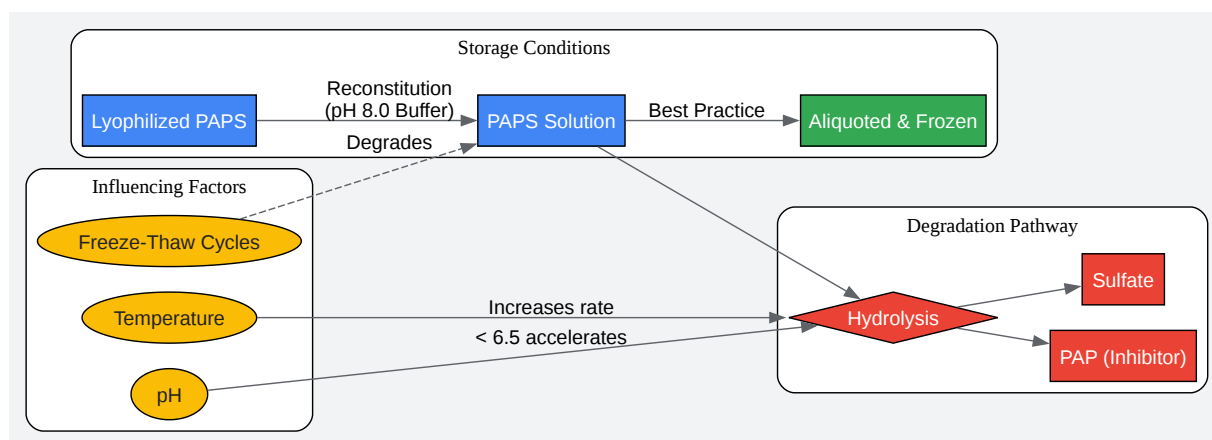 Storage Conditions
Lyophilized PAPS
Reconstitution
(pH 8.0 Buffer)
PAPS Solution
Best Practice
Aliquoted & Frozen
Degrades
Influencing Factors
Freeze-Thaw Cycles
Temperature
pH
Increases rate
< 6.5 accelerates
Degradation Pathway
Hydrolysis
Sulfate
PAP (Inhibitor)